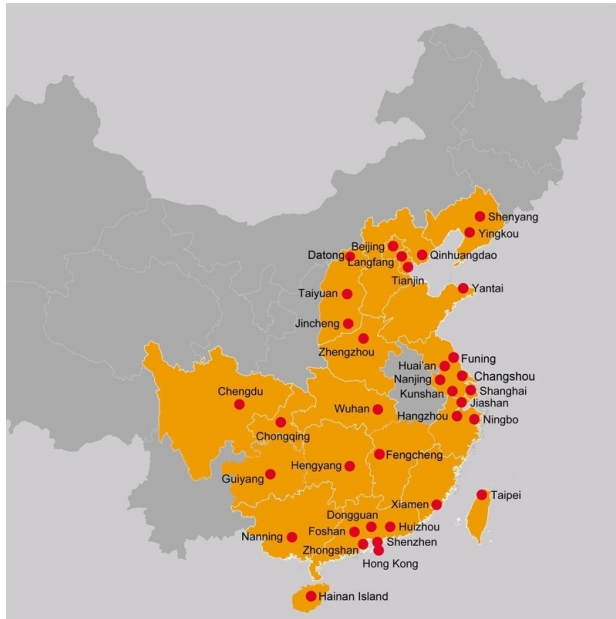 Shenyang
Yingkou
Beijing
Datong
Langfang
Qinhuangdao
Tianjin
Yantai
Taiyuan
Jincheng
Zhengzhou
Funing
Huai'an
Changshou
Nanjing
Kunshan
Shanghai
Jiashan
Chengdu
Wuhan
Hangzhou
Ningbo
Chongqing
Fengcheng
Hengyang
Guiyang
Taipei
Xiamen
Dongguan
Huizhou
Foshan
Nanning
Shenzhen
Zhongshan
Hong Kong
Hainan Island